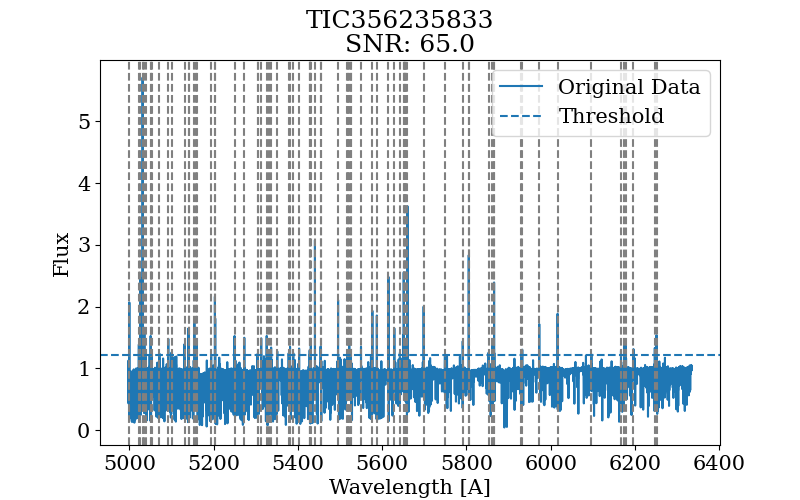 TIC356235833
SNR: 65.0
Original Data
Threshold
Flux
5
4
3
2
1
0
5000 5200 5400 5600 5800 6000 6200 6400
Wavelength [A]